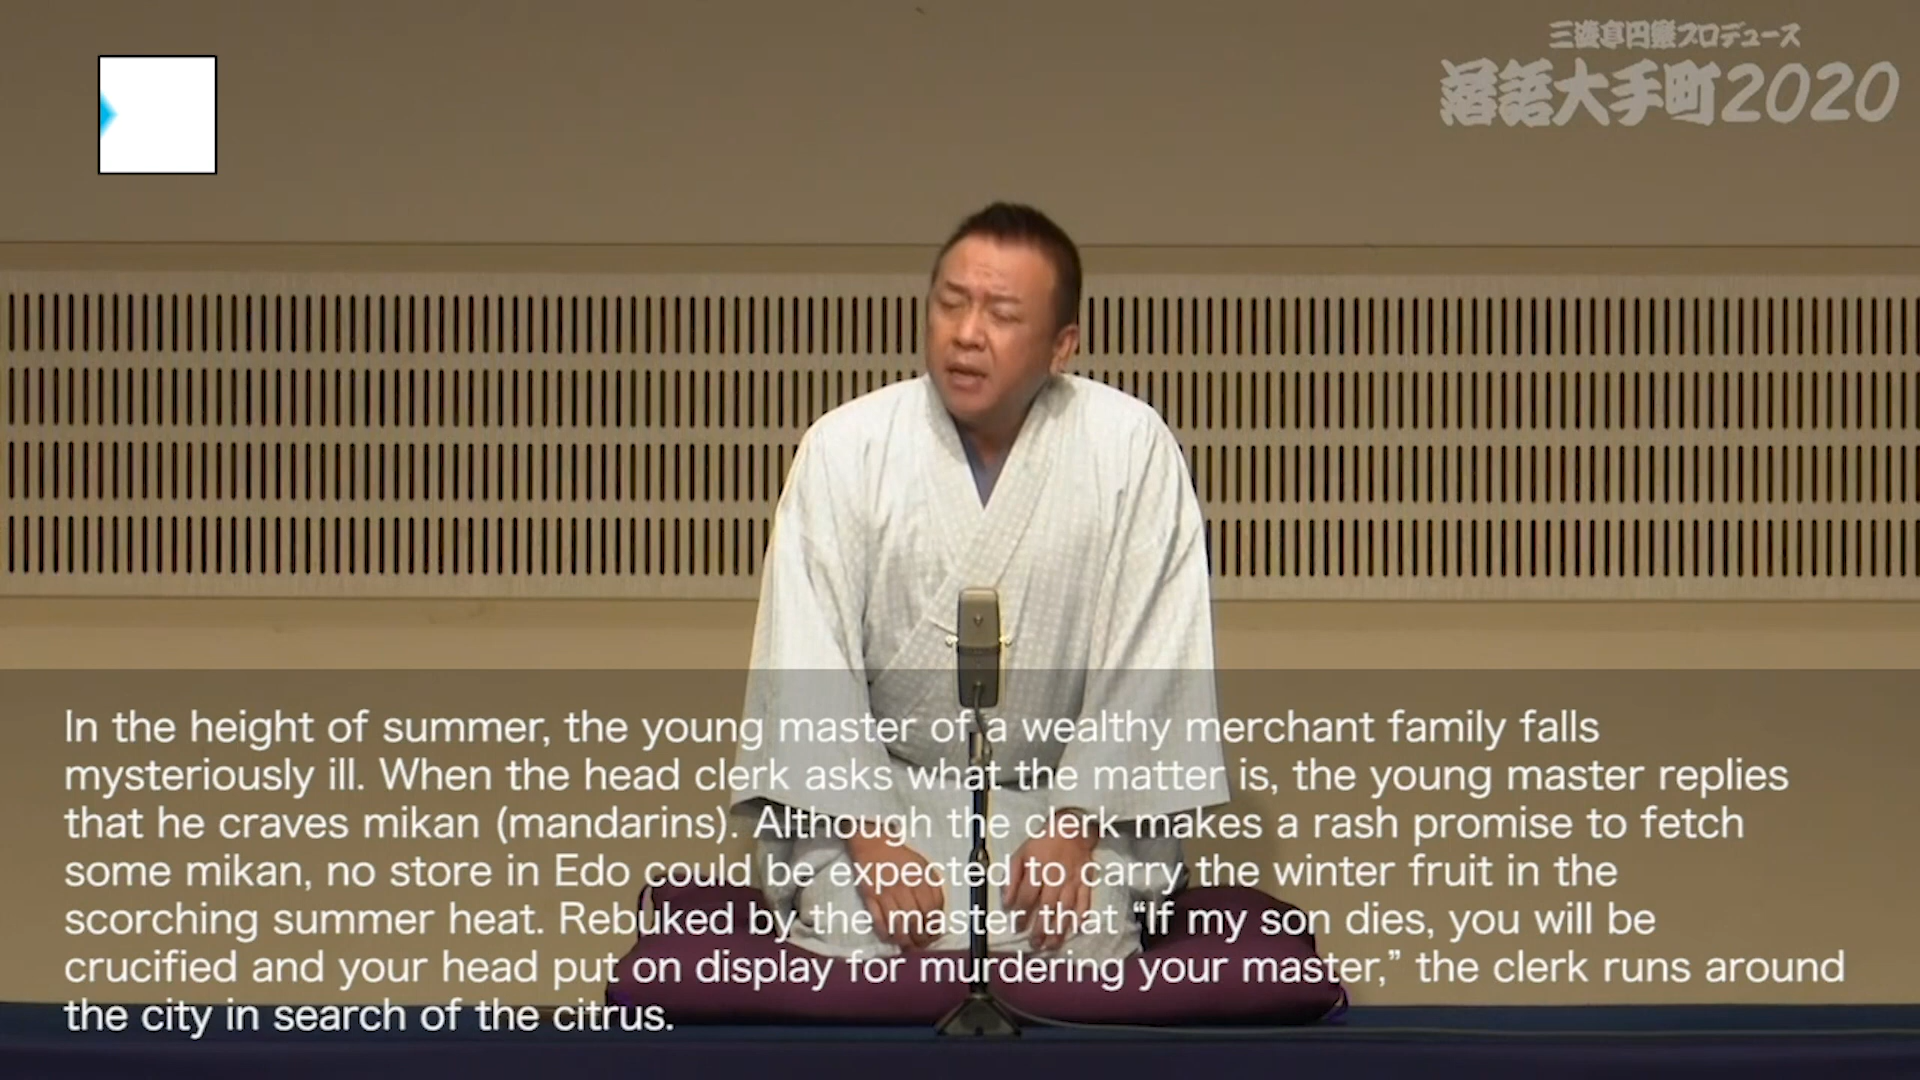 三遊亭円楽プロデュース
落語大手町2020
In the height of summer, the young master of a wealthy merchant family falls
mysteriously ill. When the head clerk asks what the matter is, the young master replies
that he craves mikan (mandarins). Although the clerk makes a rash promise to fetch
some mikan, no store in Edo could be expected to carry the winter fruit in the
scorching summer heat. Rebuked by the master that “If my son dies, you will be
crucified and your head put on display for murdering your master,” the clerk runs around
the city in search of the citrus.